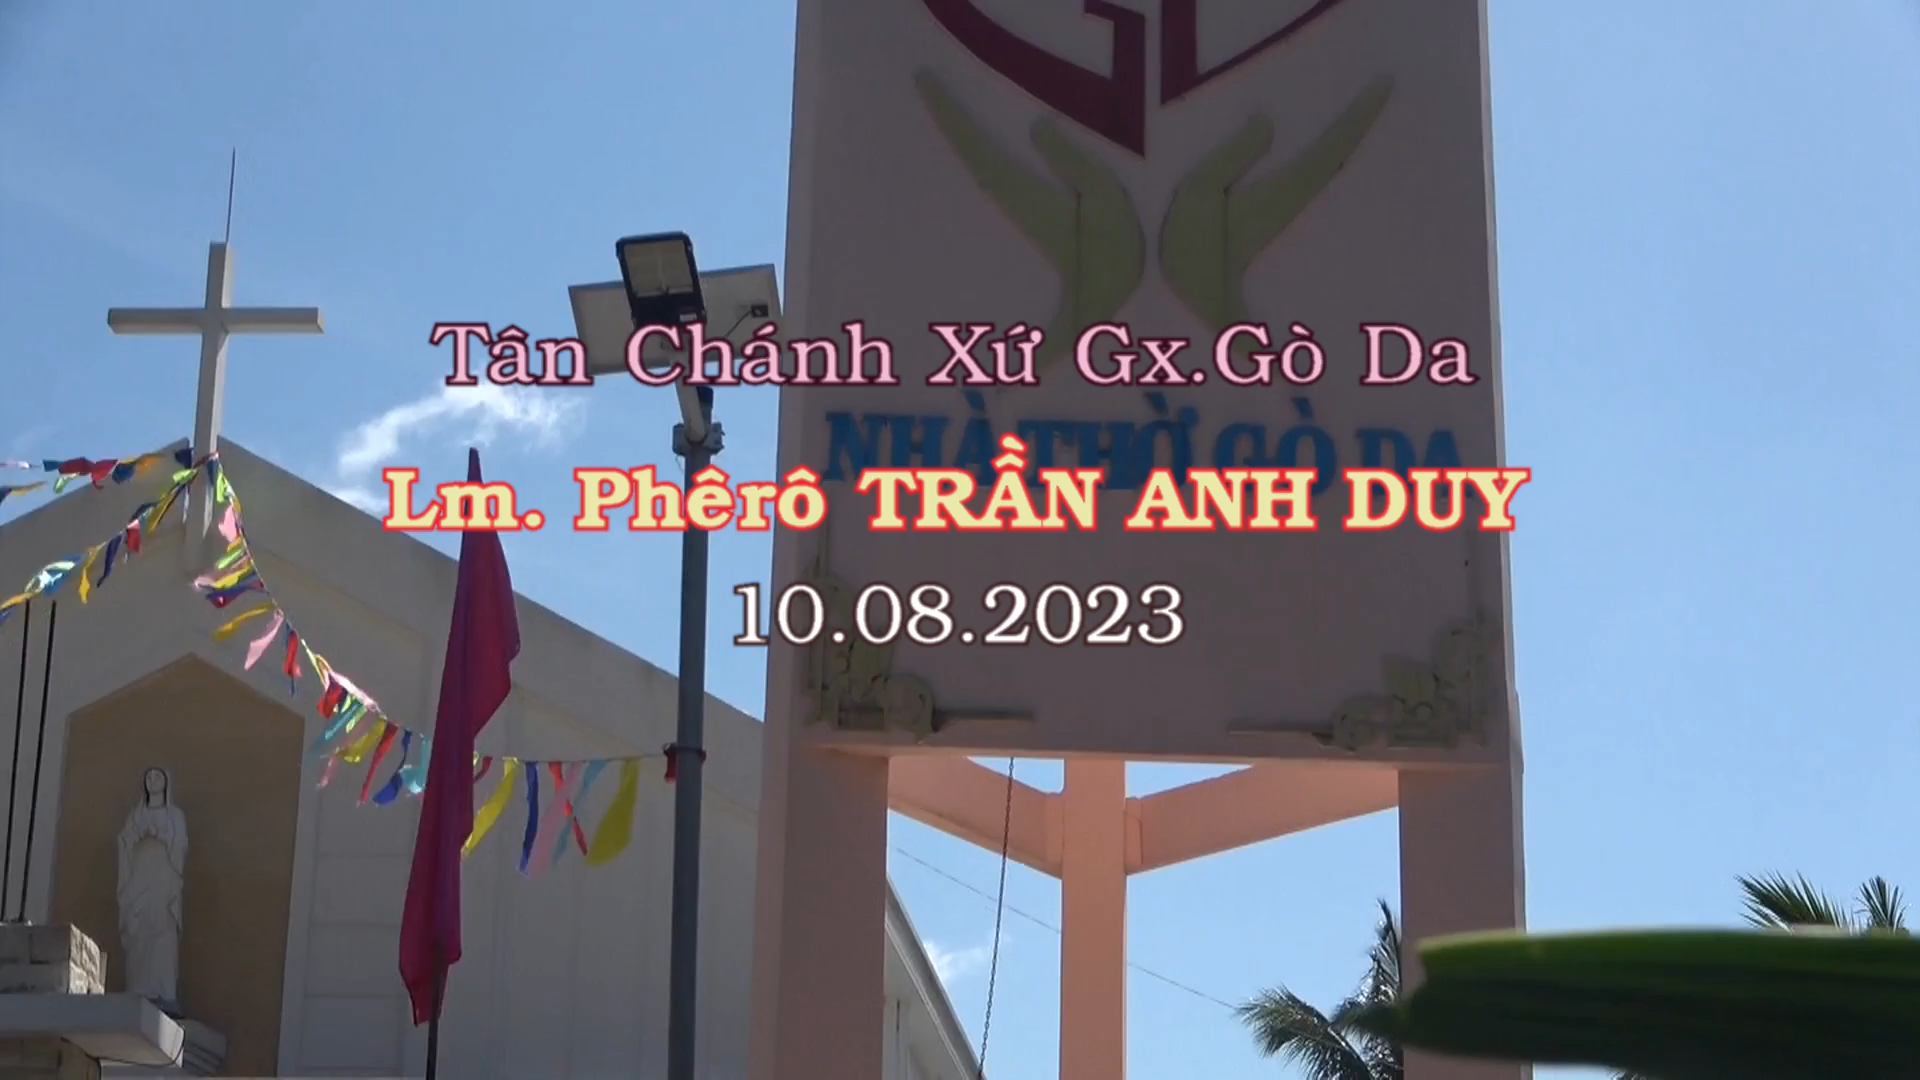 Tân Chánh Xứ Gx.Gò Da
NHÀ THỜ GÒ DA
Lm. Phêrô TRẦN ANH DUY
10.08.2023